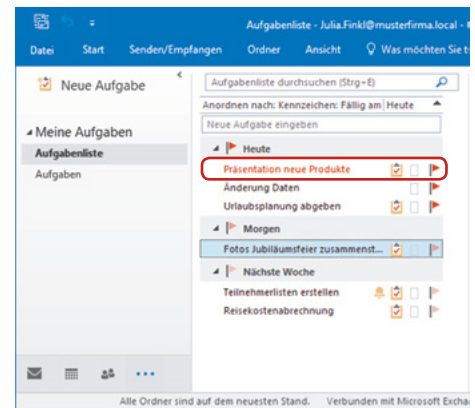 Aufgabenliste - Julia.Finkl@musterfirma.local -
Datei Start Senden/Empfangen Ordner Ansicht Was möchten Sie
Neue Aufgabe
Meine Aufgaben
Aufgabenliste
Aufgaben
Aufgabenliste durchsuchen (Strg+E)
Anordnen nach: Kennzeichen: Fällig am Heute
Neue Aufgabe eingeben
Heute
Präsentation neue Produkte
Änderung Daten
Urlaubsplanung abgeben
Morgen
Fotos Jubiläumsfeier zusammenst...
Nächste Woche
Teilnehmerlisten erstellen
Reisekostenabrechnung
Alle Ordner sind auf dem neuesten Stand. Verbunden mit Microsoft Excha